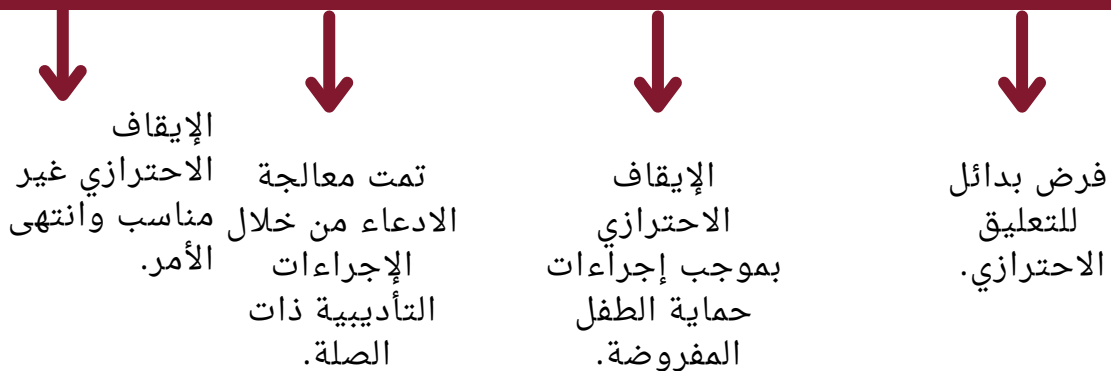 فرض بدائل
للتعليق
الاحترازي.
الإيقاف
الاحترازي
بموجب إجراءات
حماية الطفل
المفروضة.
تمت معالجة
الادعاء من خلال
الإجراءات
التأديبية ذات
الصلة.
الإيقاف
الاحترازي غير
مناسب وانتهى
الأمر.